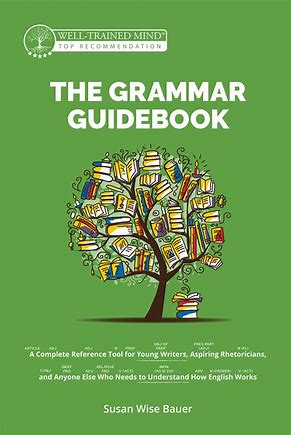 WELL-TRAINED MIND™
TOP RECOMMENDATION
THE GRAMMAR
GUIDEBOOK
A Complete Reference Tool for Young Writers, Aspiring Rhetoricians,
and Anyone Else Who Needs to Understand How English Works
Susan Wise Bauer